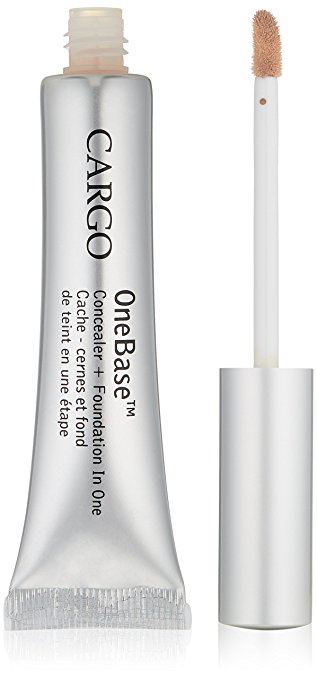 CARGO
OneBase™
Concealer + Foundation In One
Cache - cernes et fond
de teint en une étape